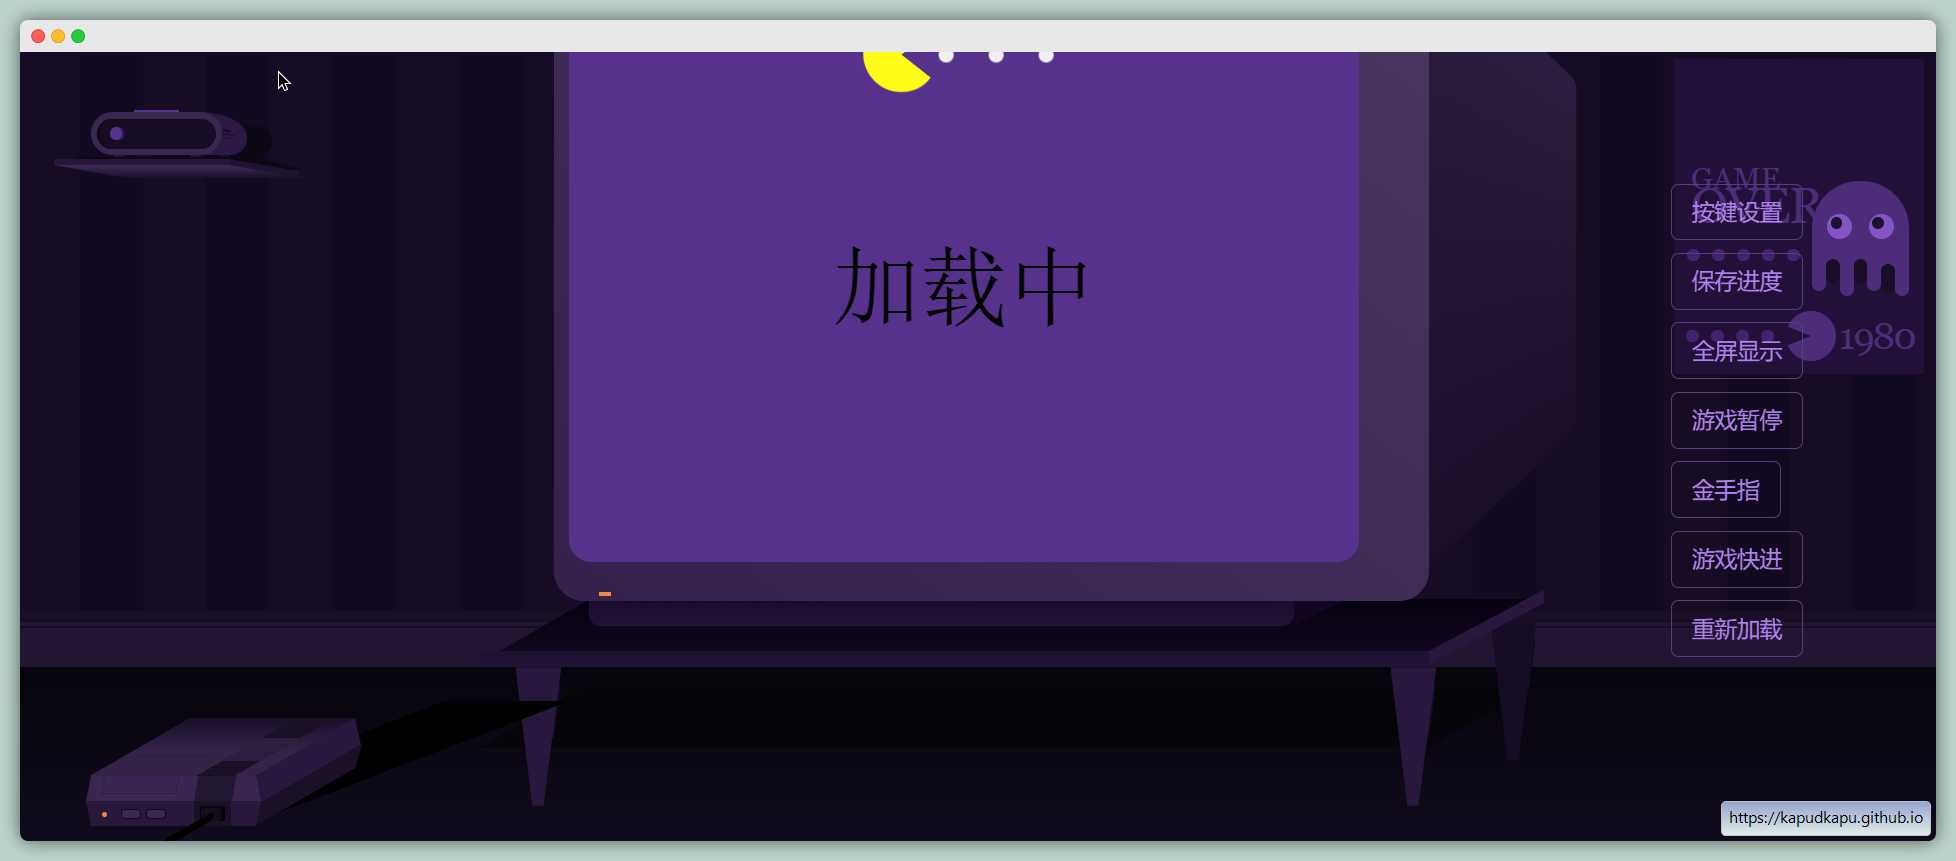 加载中
GAME
OVER
按键设置
保存进度
全屏显示
1980
游戏暂停
金手指
游戏快进
重新加载
https://kapudkapu.github.io